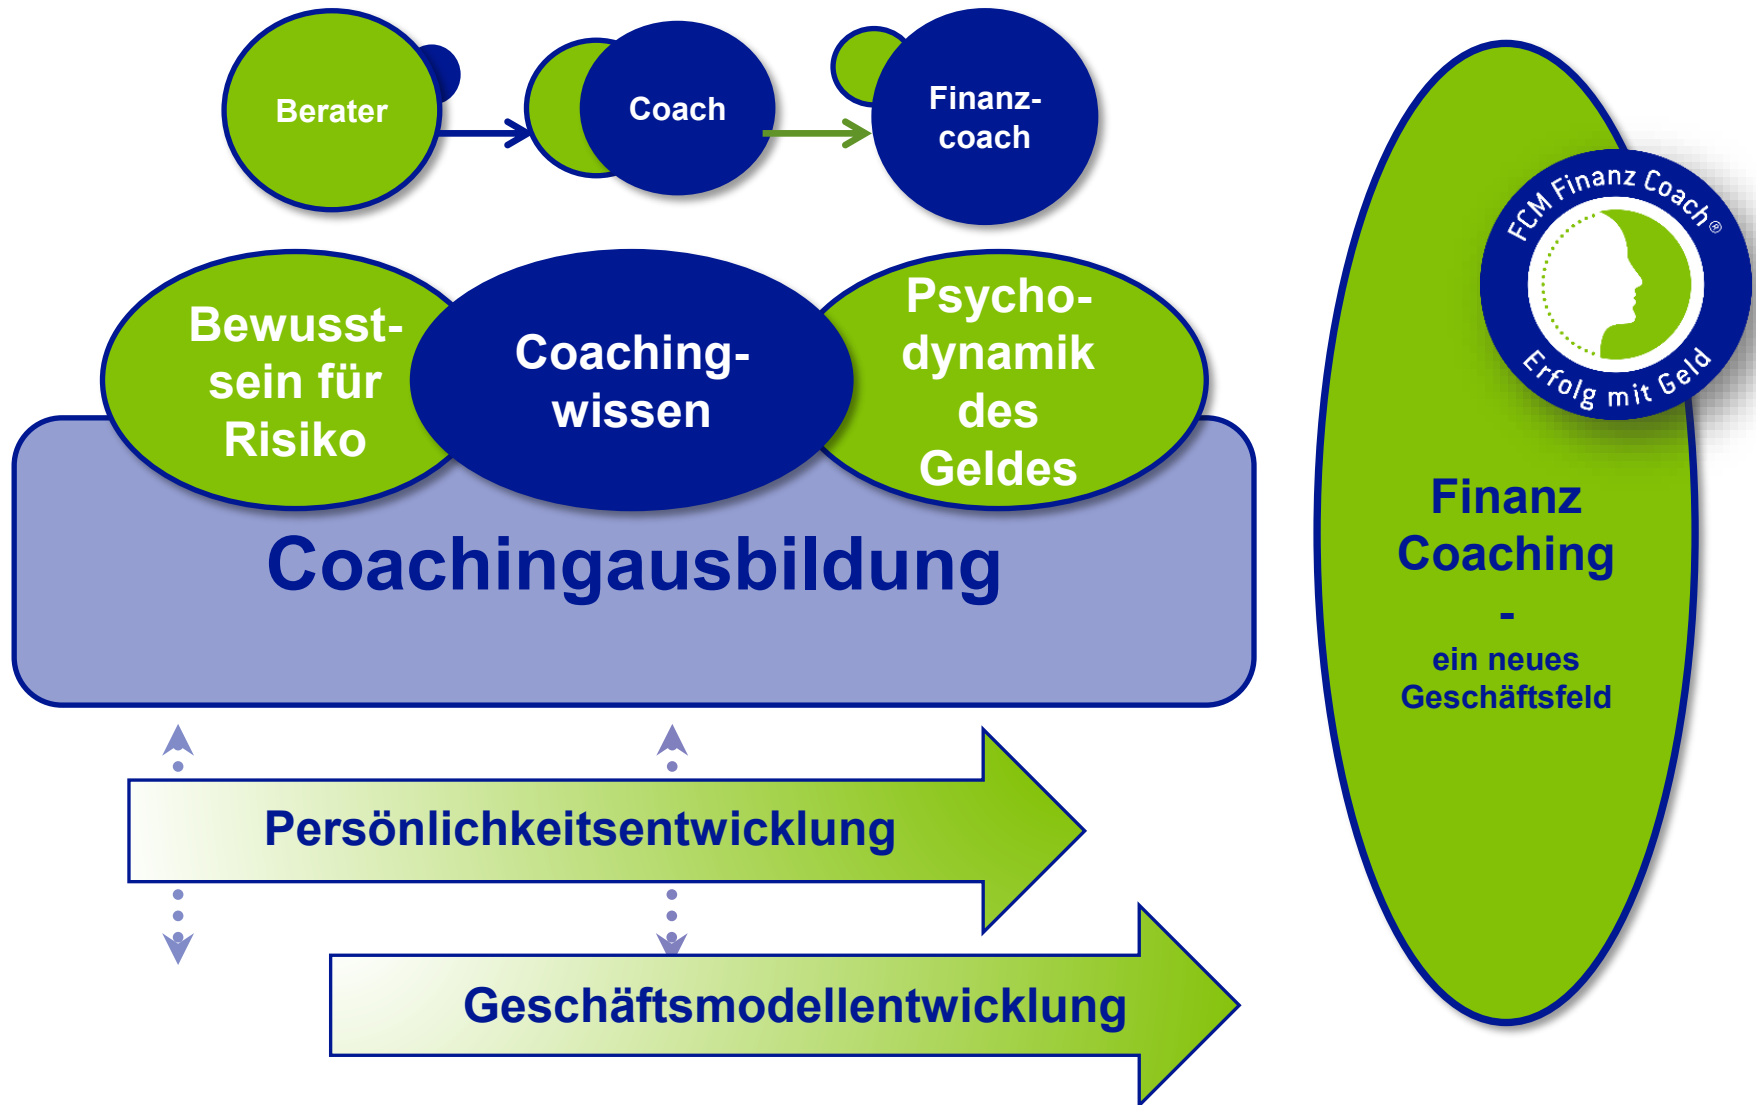 Berater
Coach
Finanz-
coach
Bewusst-
sein für
Risiko
Coaching-
wissen
Psycho-
dynamik
des
Geldes
Coachingausbildung
Persönlichkeitsentwicklung
Geschäftsmodellentwicklung
FCM Finanz Coach®
Erfolg mit Geld
Finanz
Coaching
-
ein neues
Geschäftsfeld